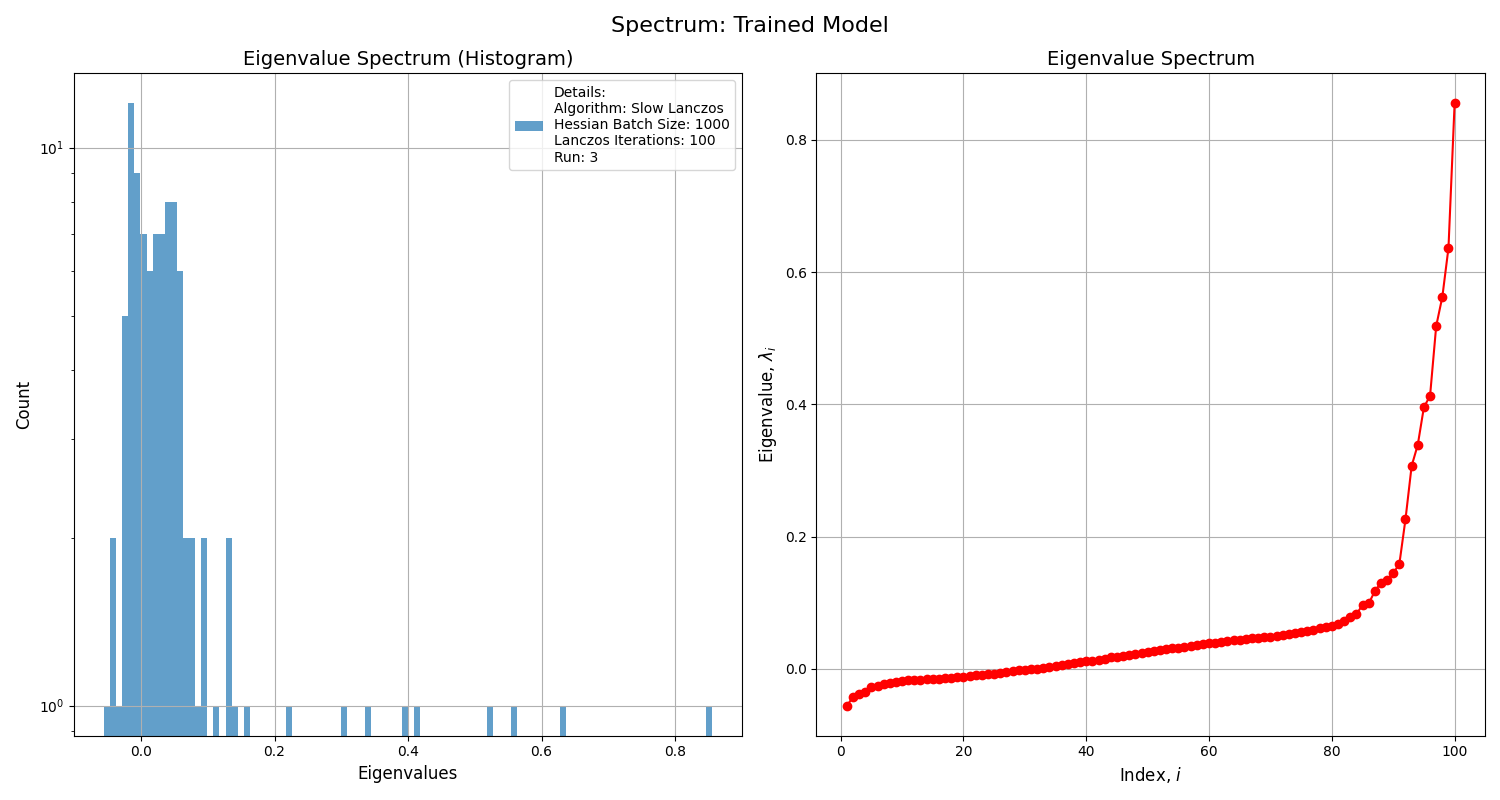 Spectrum: Trained Model
Eigenvalue Spectrum (Histogram)
Details:
Algorithm: Slow Lanczos
Hessian Batch Size: 1000
Lanczos Iterations: 100
Run: 3
10¹
10⁰
Count
0.0 0.2 0.4 0.6 0.8
Eigenvalues
Eigenvalue Spectrum
0.8
0.6
0.4
0.2
0.0
Eigenvalue, λᵢ
0 20 40 60 80 100
Index, i